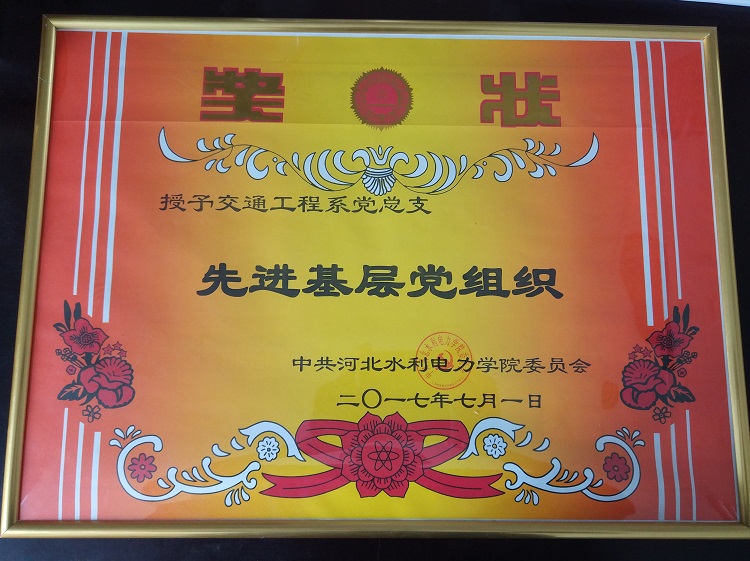 奖 状
授予交通工程系党总支
先进基层党组织
中共河北水利电力学院委员会
二〇一七年七月一日